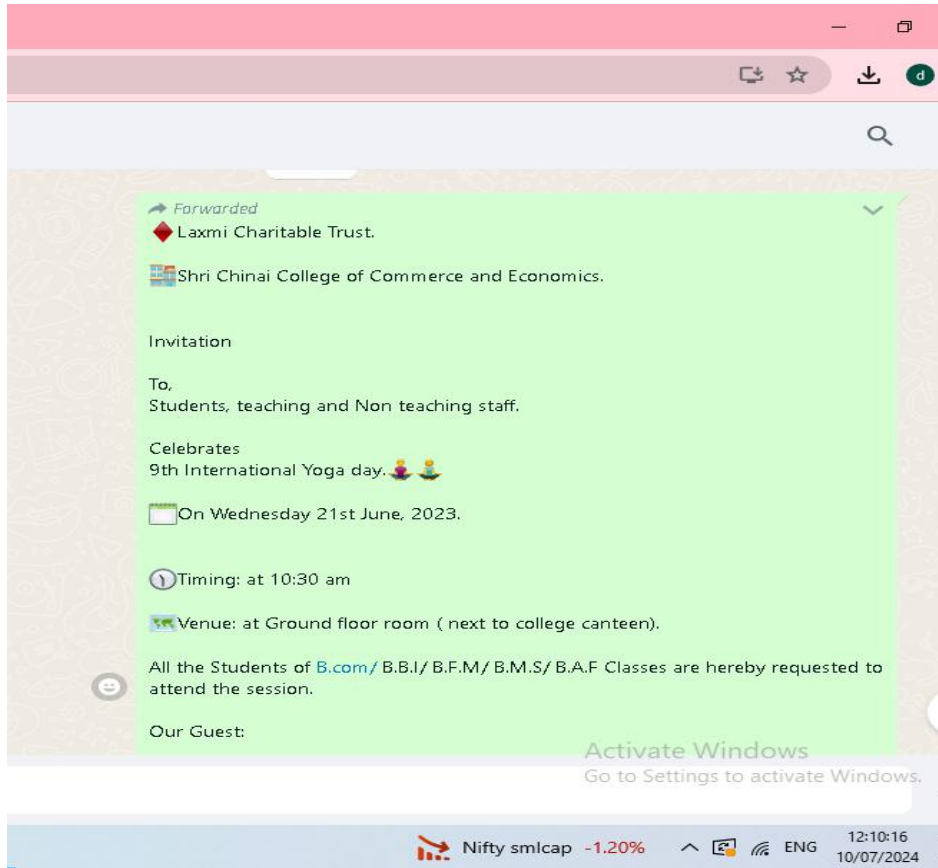 d
Forwarded
Laxmi Charitable Trust.
Shri Chinai College of Commerce and Economics.
Invitation
To,
Students, teaching and Non teaching staff.
Celebrates
9th International Yoga day.
On Wednesday 21st June, 2023.
Timing: at 10:30 am
Venue: at Ground floor room ( next to college canteen).
All the Students of B.com/ B.B.I/ B.F.M/ B.M.S/ B.A.F Classes are hereby requested to
attend the session.
Our Guest:
Activate Windows
Go to Settings to activate Windows.
Nifty smlcap -1.20% ENG 12:10:16
10/07/2024